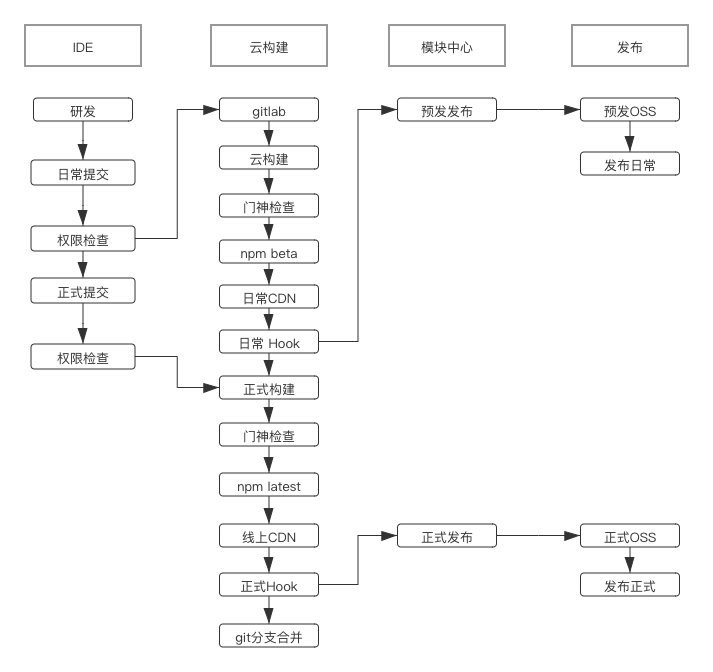 IDE
云构建
模块中心
发布
研发
日常提交
权限检查
正式提交
权限检查
gitlab
云构建
门神检查
npm beta
日常CDN
日常 Hook
正式构建
门神检查
npm latest
线上CDN
正式Hook
git分支合并
预发发布
正式发布
预发OSS
发布日常
正式OSS
发布正式